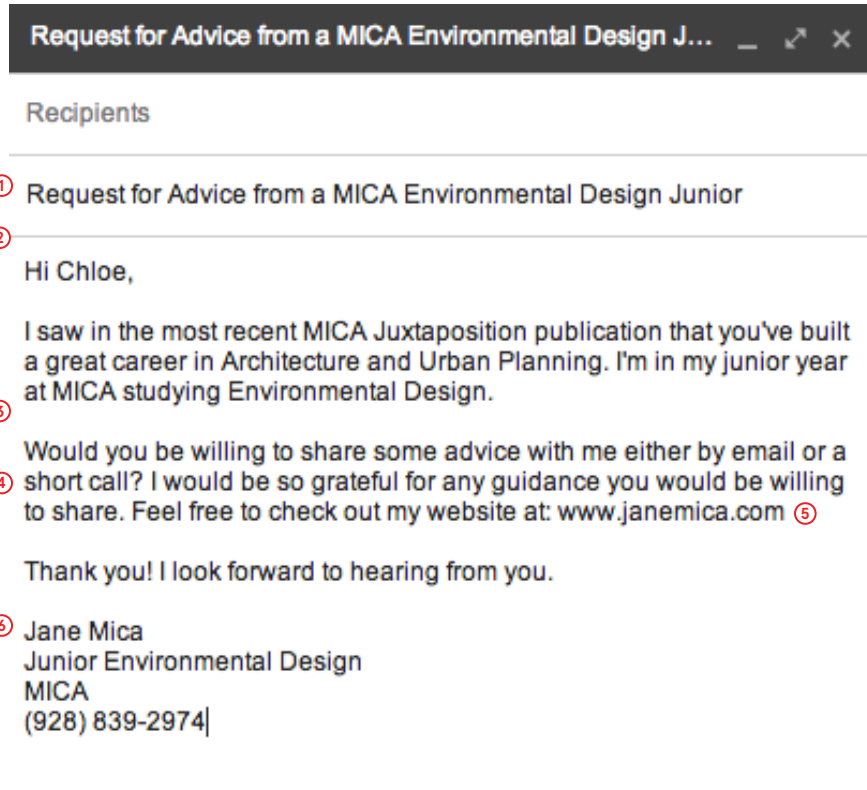 Request for Advice from a MICA Environmental Design J...
Recipients
① Request for Advice from a MICA Environmental Design Junior
②
Hi Chloe,
I saw in the most recent MICA Juxtaposition publication that you've built
a great career in Architecture and Urban Planning. I'm in my junior year
at MICA studying Environmental Design.
③
Would you be willing to share some advice with me either by email or a
④ short call? I would be so grateful for any guidance you would be willing
to share. Feel free to check out my website at: www.janemica.com ⑤
Thank you! I look forward to hearing from you.
⑥ Jane Mica
Junior Environmental Design
MICA
(928) 839-2974